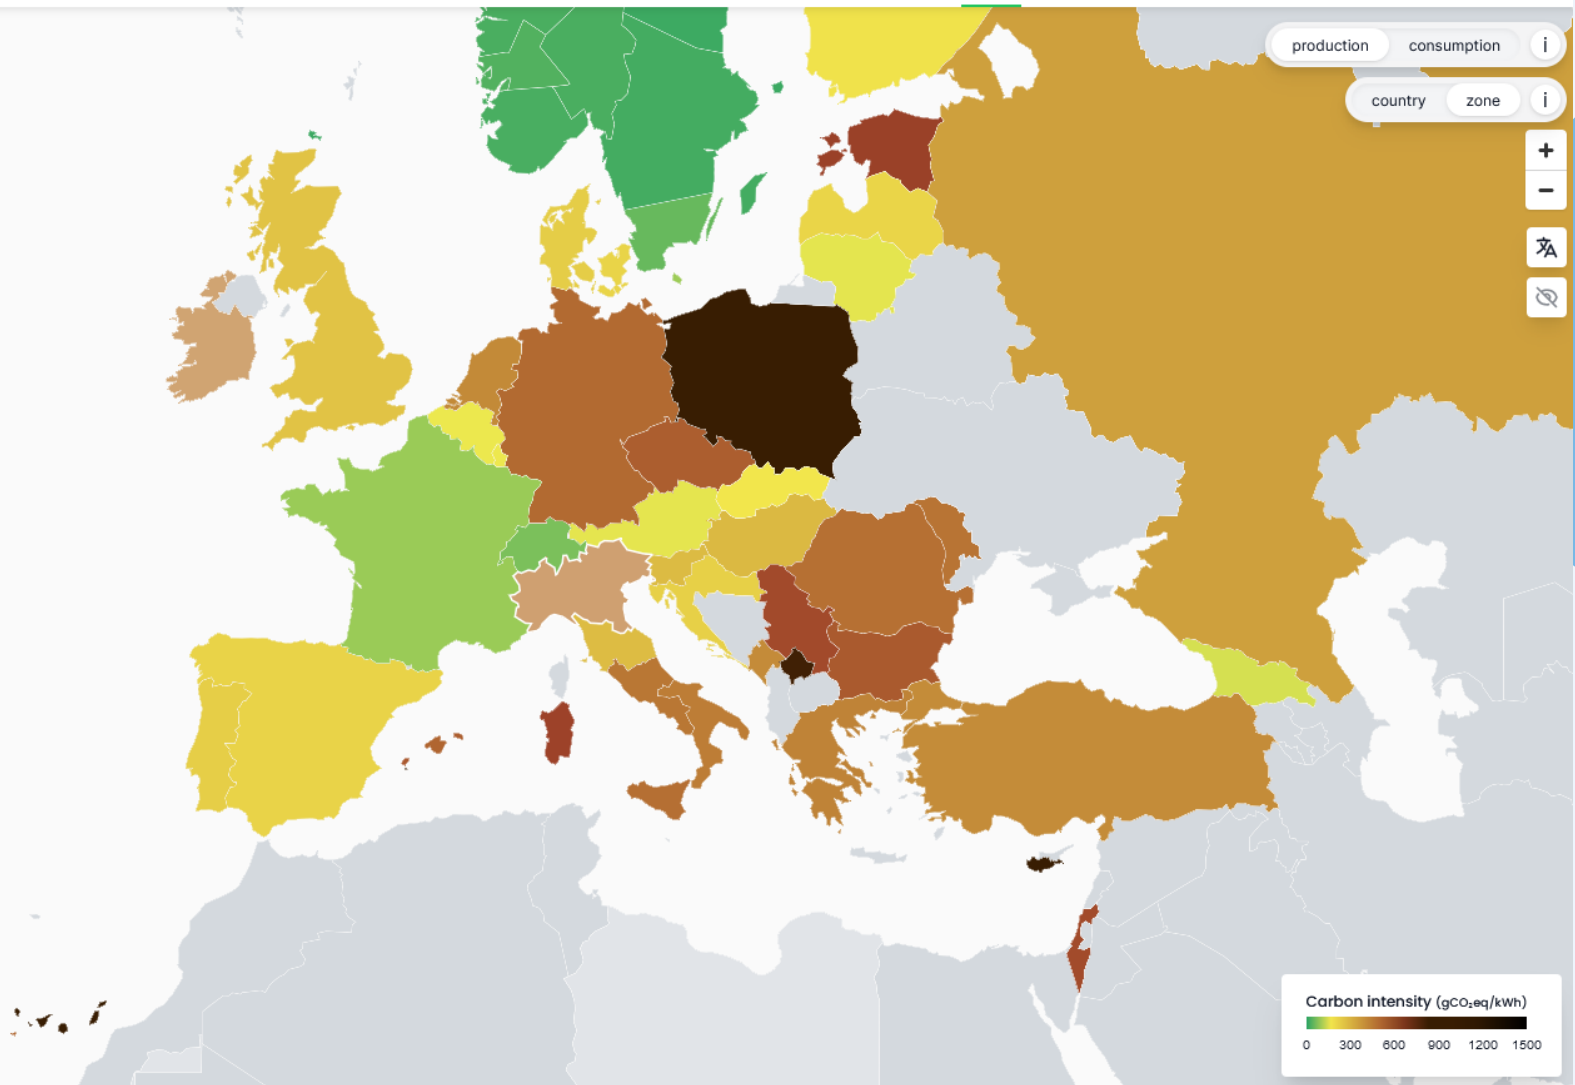 production consumption i
country zone i
+
−
Carbon intensity (gCO₂eq/kWh)
0 300 600 900 1200 1500